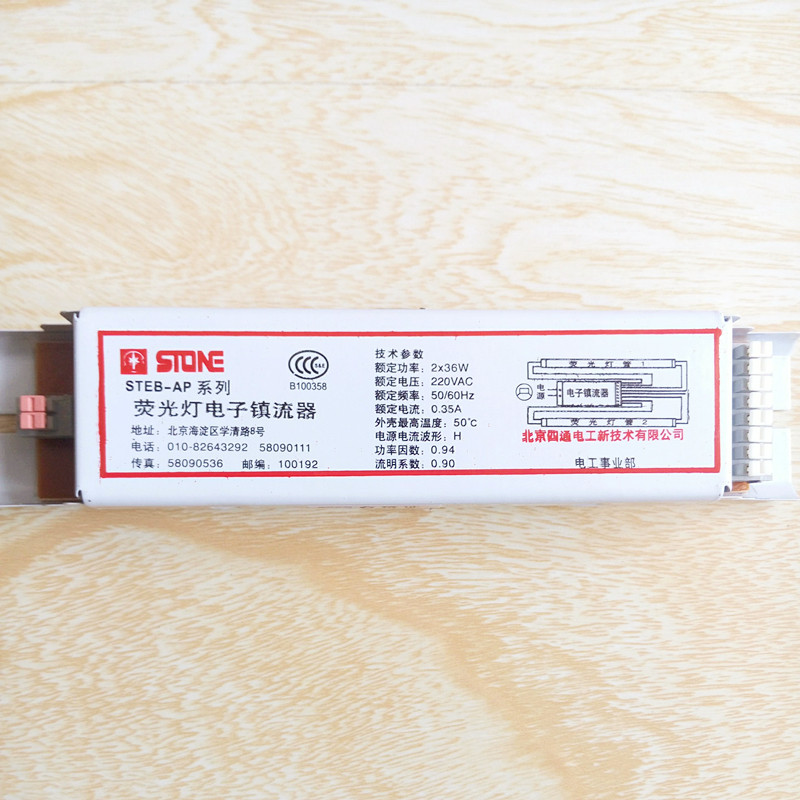 STONE
STEB-AP 系列
荧光灯电子镇流器
地址：北京海淀区学清路8号
电话：010-82643292 58090111
传真：58090536 邮编：100192
CCC
S&E
B100358
技术参数
额定功率：2x36W
额定电压：220VAC
额定频率：50/60Hz
额定电流：0.35A
外壳最高温度：50℃
电源电流波形：H
功率因数：0.94
流明系数：0.90
荧光灯管1
电源
电子镇流器
荧光灯管2
北京四通电工新技术有限公司
电工事业部